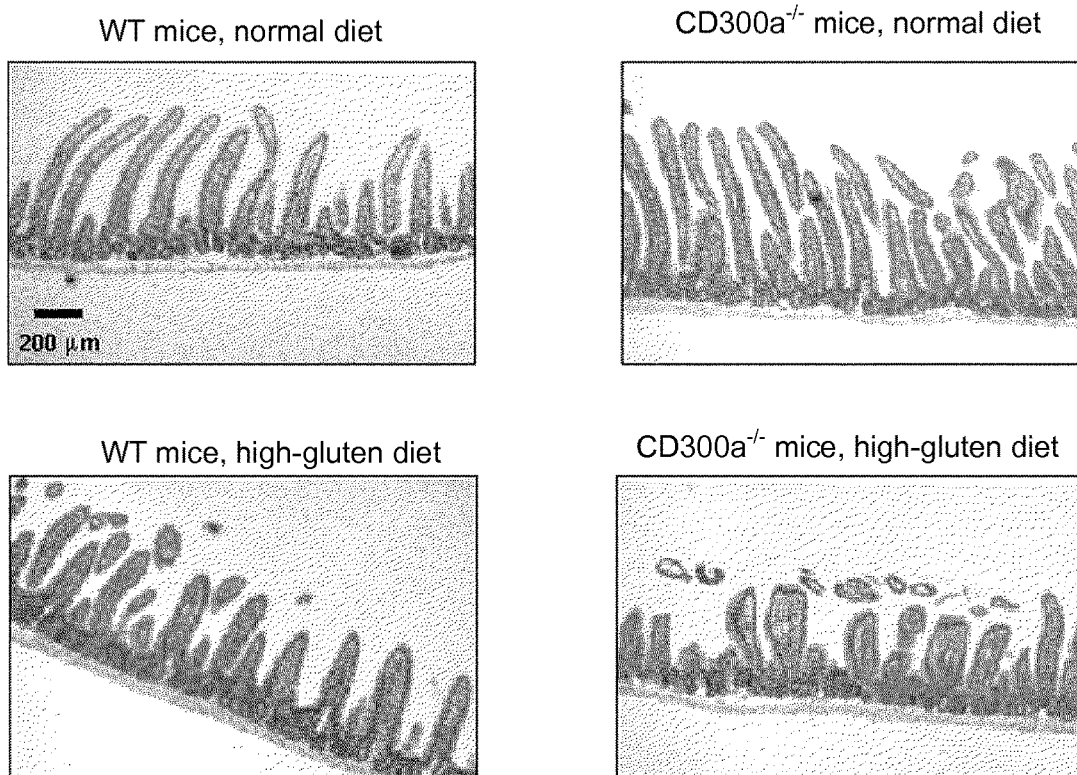 WT mice, normal diet
CD300a-/- mice, normal diet
200 μm
WT mice, high-gluten diet
CD300a-/- mice, high-gluten diet